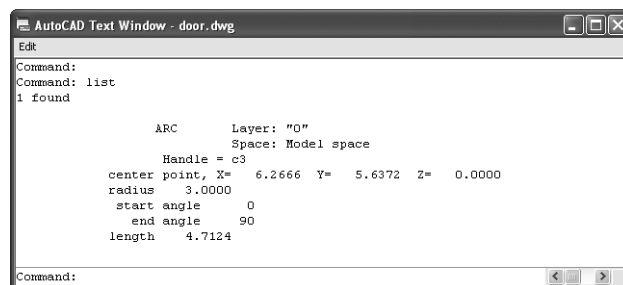 AutoCAD Text Window - door.dwg
Edit
Command:
Command: list
1 found
ARC Layer: "0"
Space: Model space
Handle = c3
center point, X= 6.2666 Y= 5.6372 Z= 0.0000
radius 3.0000
start angle 0
end angle 90
length 4.7124
Command: